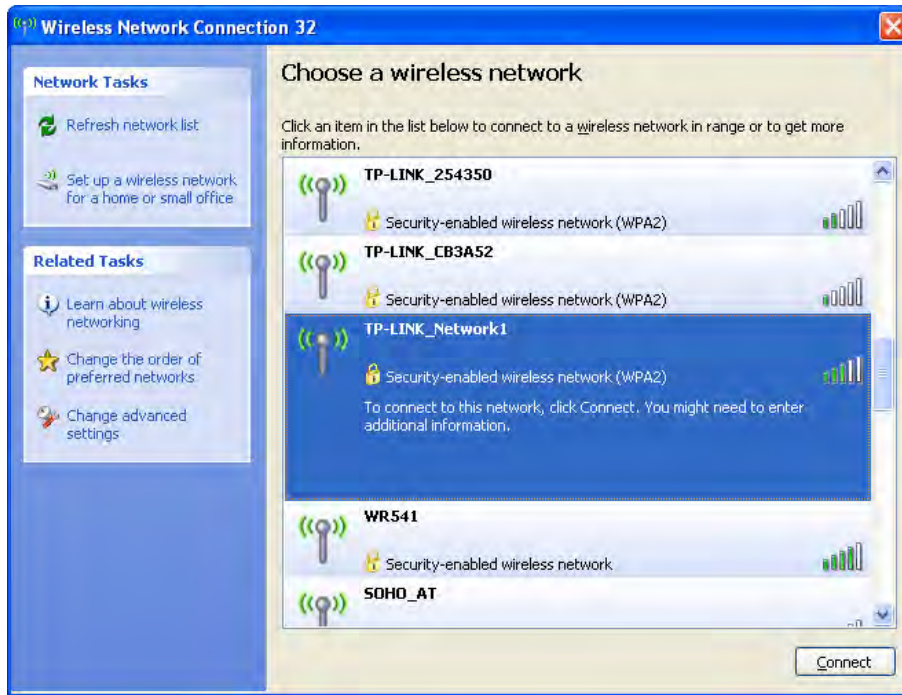 Wireless Network Connection 32
Network Tasks
Refresh network list
Set up a wireless network
for a home or small office
Related Tasks
Learn about wireless
networking
Change the order of
preferred networks
Change advanced
settings
Choose a wireless network
Click an item in the list below to connect to a wireless network in range or to get more
information.
TP-LINK_254350
Security-enabled wireless network (WPA2)
TP-LINK_CB3A52
Security-enabled wireless network (WPA2)
TP-LINK_Network1
Security-enabled wireless network (WPA2)
To connect to this network, click Connect. You might need to enter
additional information.
WR541
Security-enabled wireless network
SOHO_AT
Connect